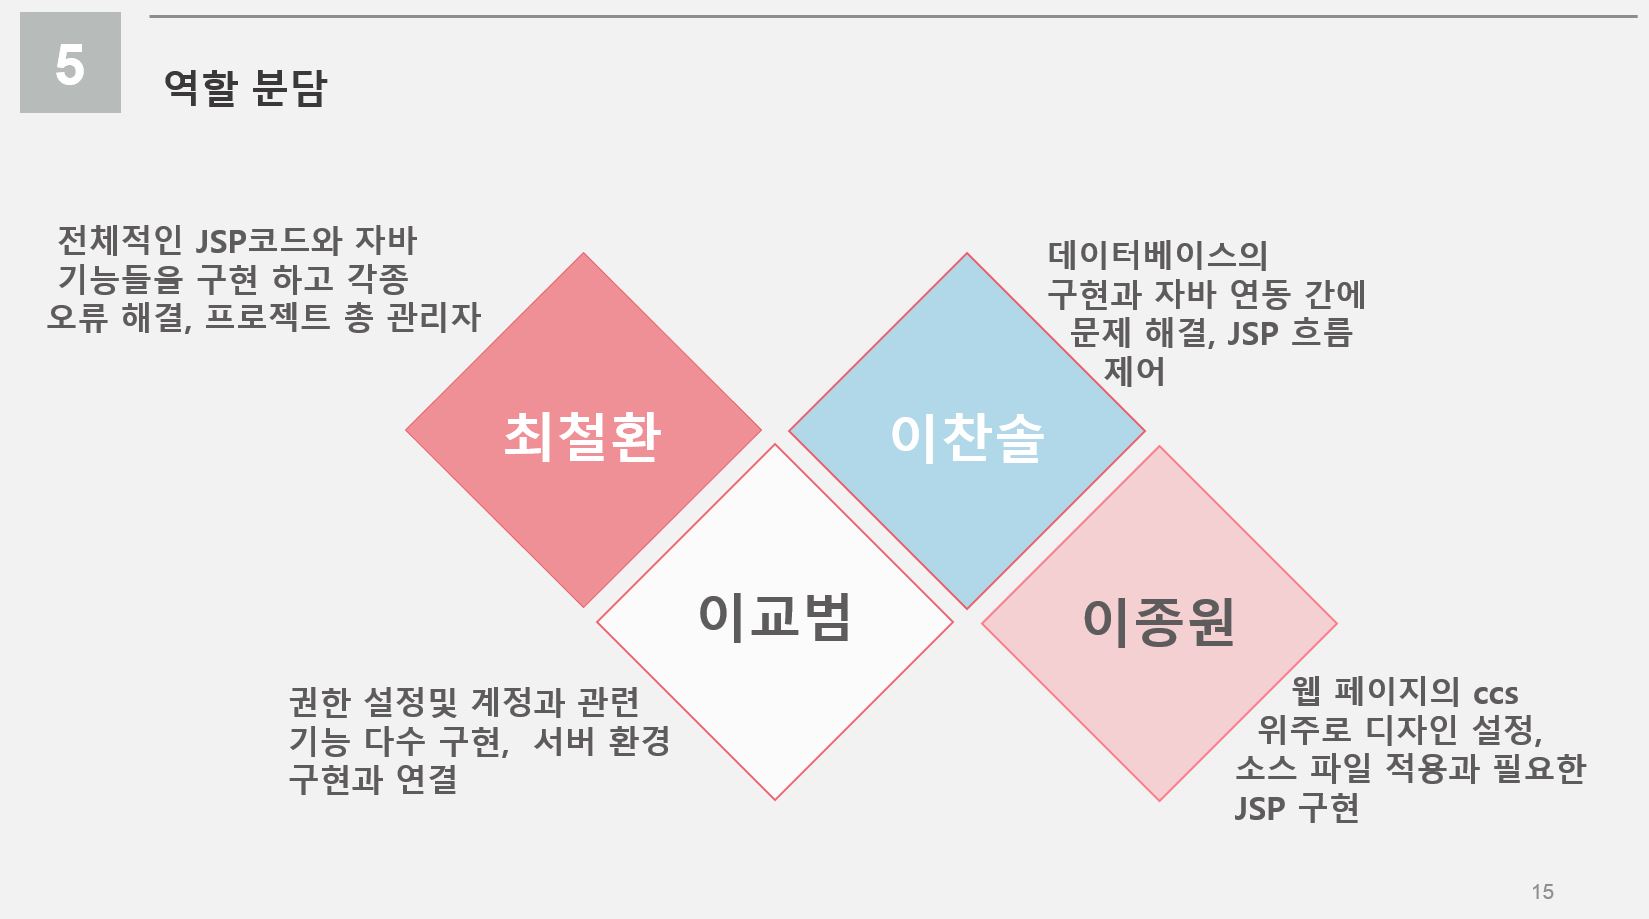 5
역할 분담
전체적인 JSP코드와 자바
기능들을 구현 하고 각종
오류 해결, 프로젝트 총 관리자
데이터베이스의
구현과 자바 연동 간에
문제 해결, JSP 흐름
제어
최철환
이찬솔
이교범
이종원
권한 설정및 계정과 관련
기능 다수 구현, 서버 환경
구현과 연결
웹 페이지의 ccs
위주로 디자인 설정,
소스 파일 적용과 필요한
JSP 구현
15